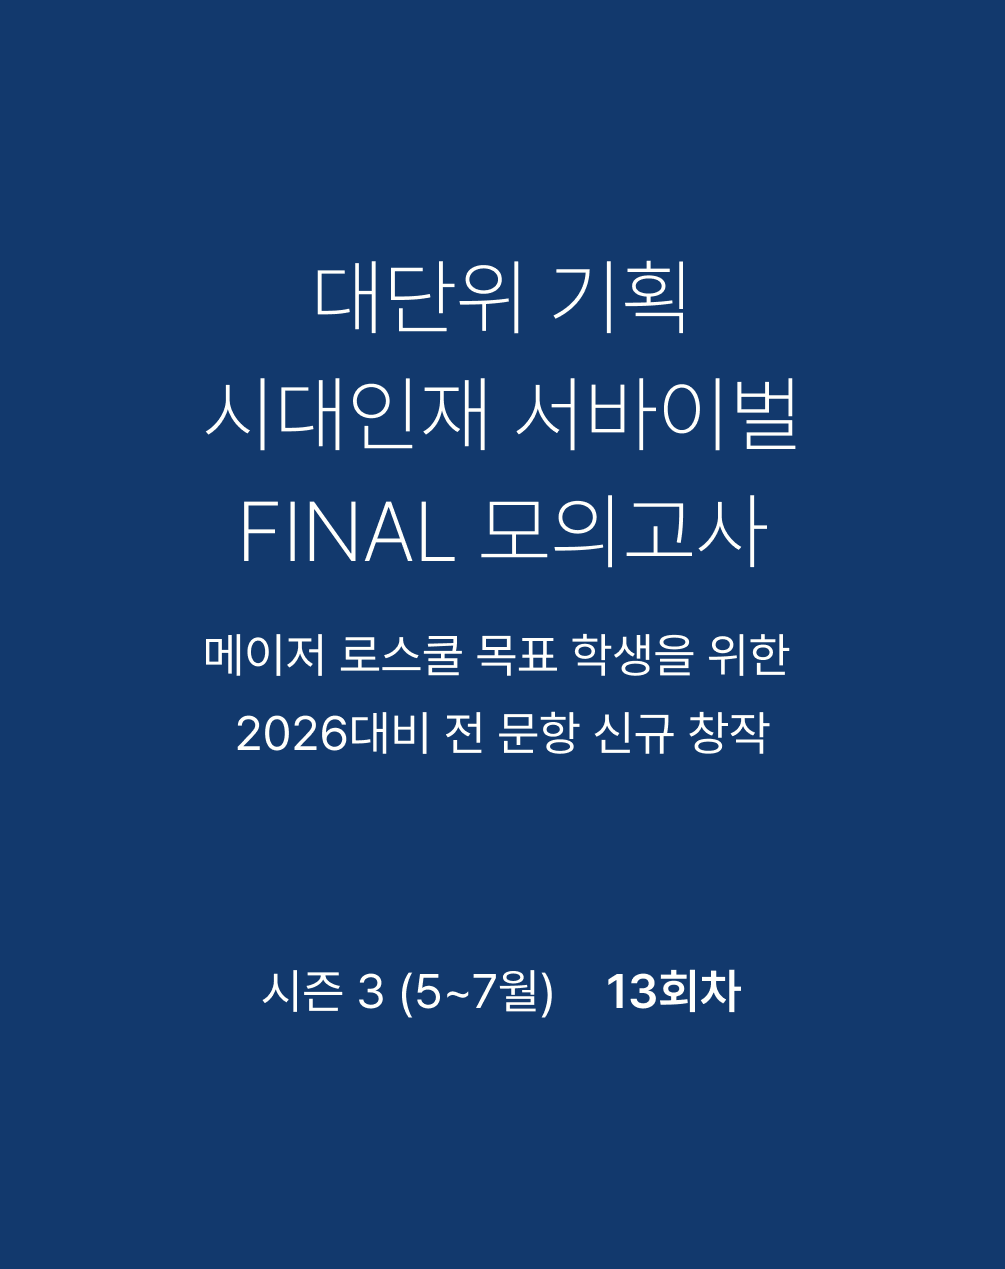 대단위 기획
시대인재 서바이벌
FINAL 모의고사
메이저 로스쿨 목표 학생을 위한
2026대비 전 문항 신규 창작
시즌 3 (5~7월) 13회차